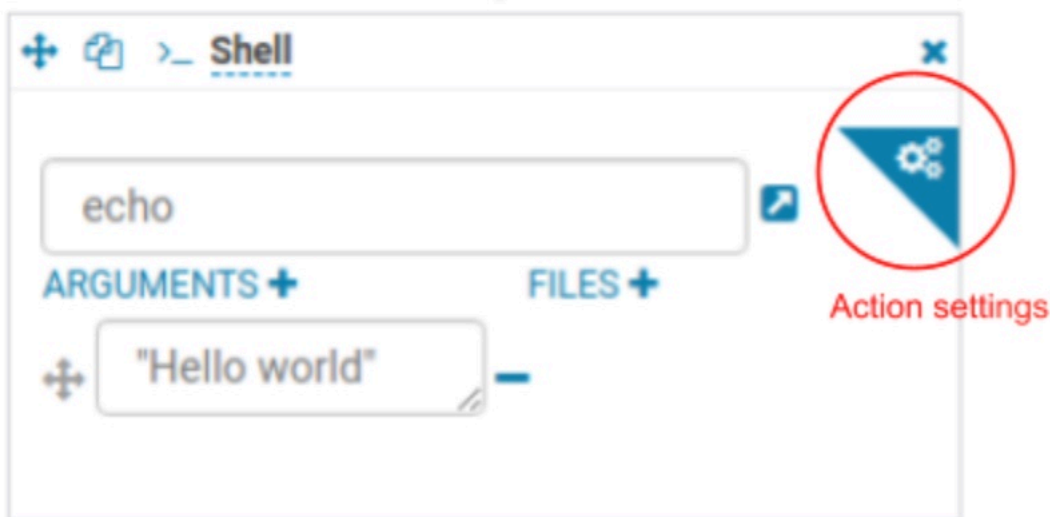 >_ Shell
echo
ARGUMENTS + FILES +
Action settings
"Hello world"